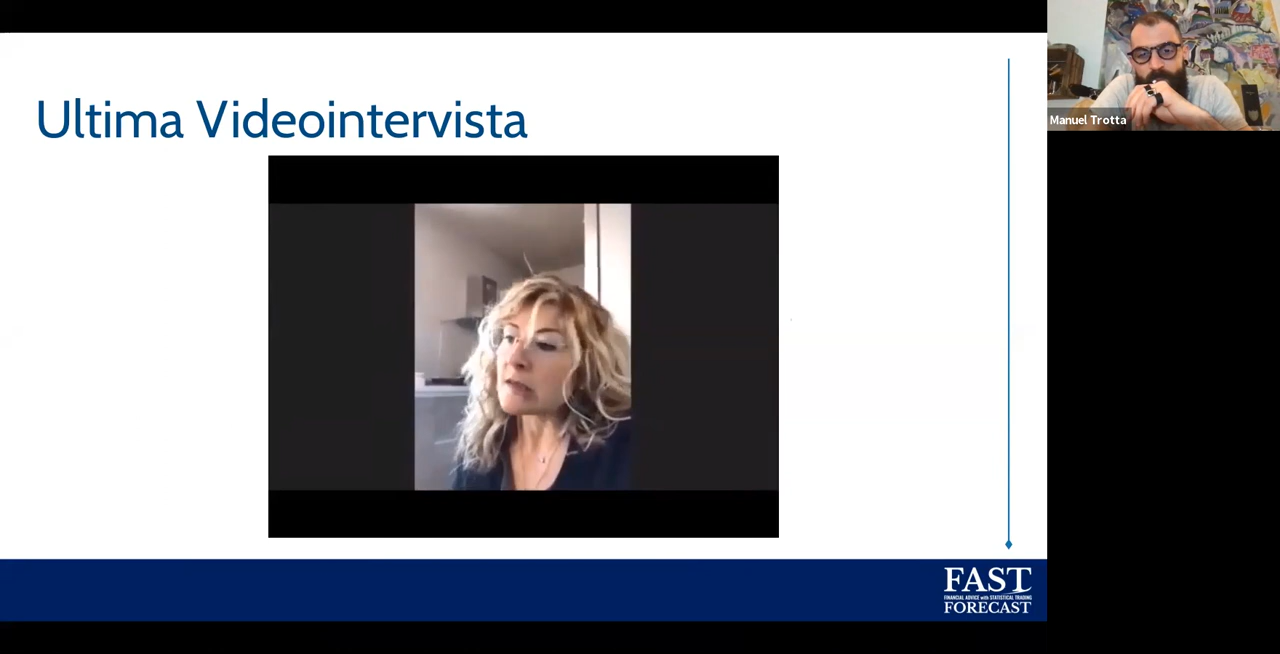 Ultima Videointervista
Manuel Trotta
FAST
FINANCIAL ADVICE with STATISTICAL TRADING
FORECAST